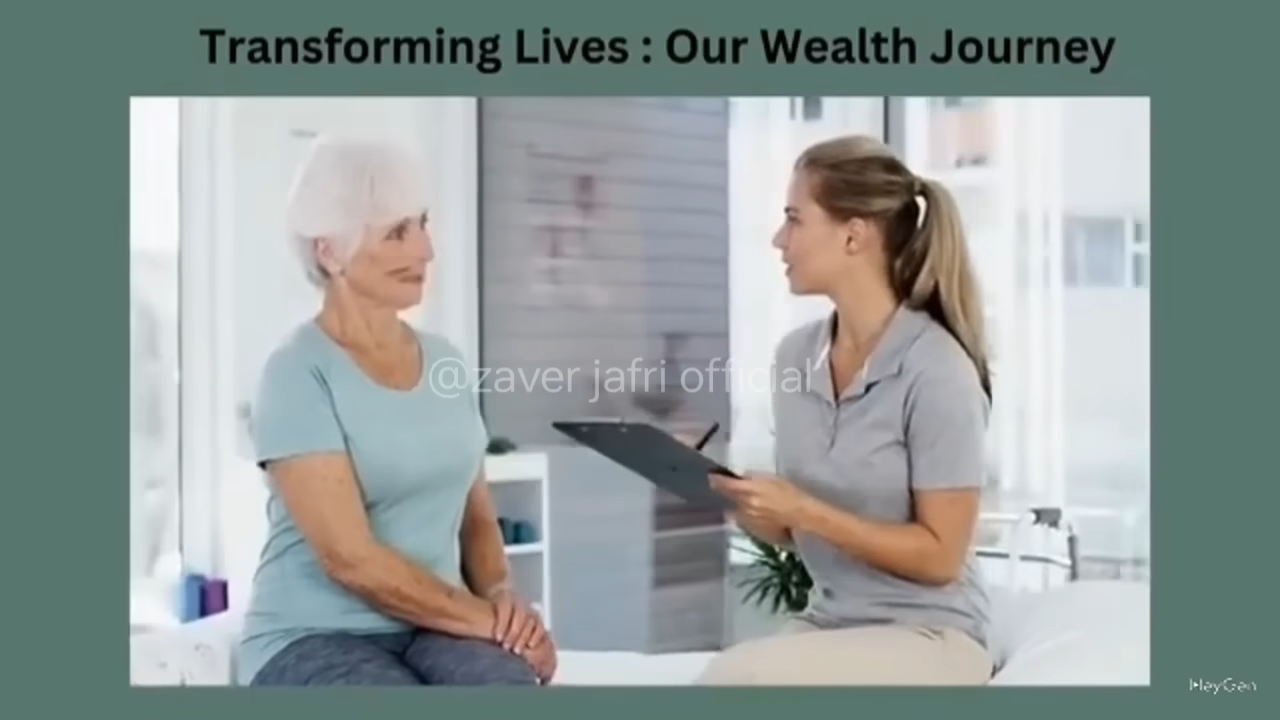 Transforming Lives : Our Wealth Journey
@zaver jafri official
HeyGen